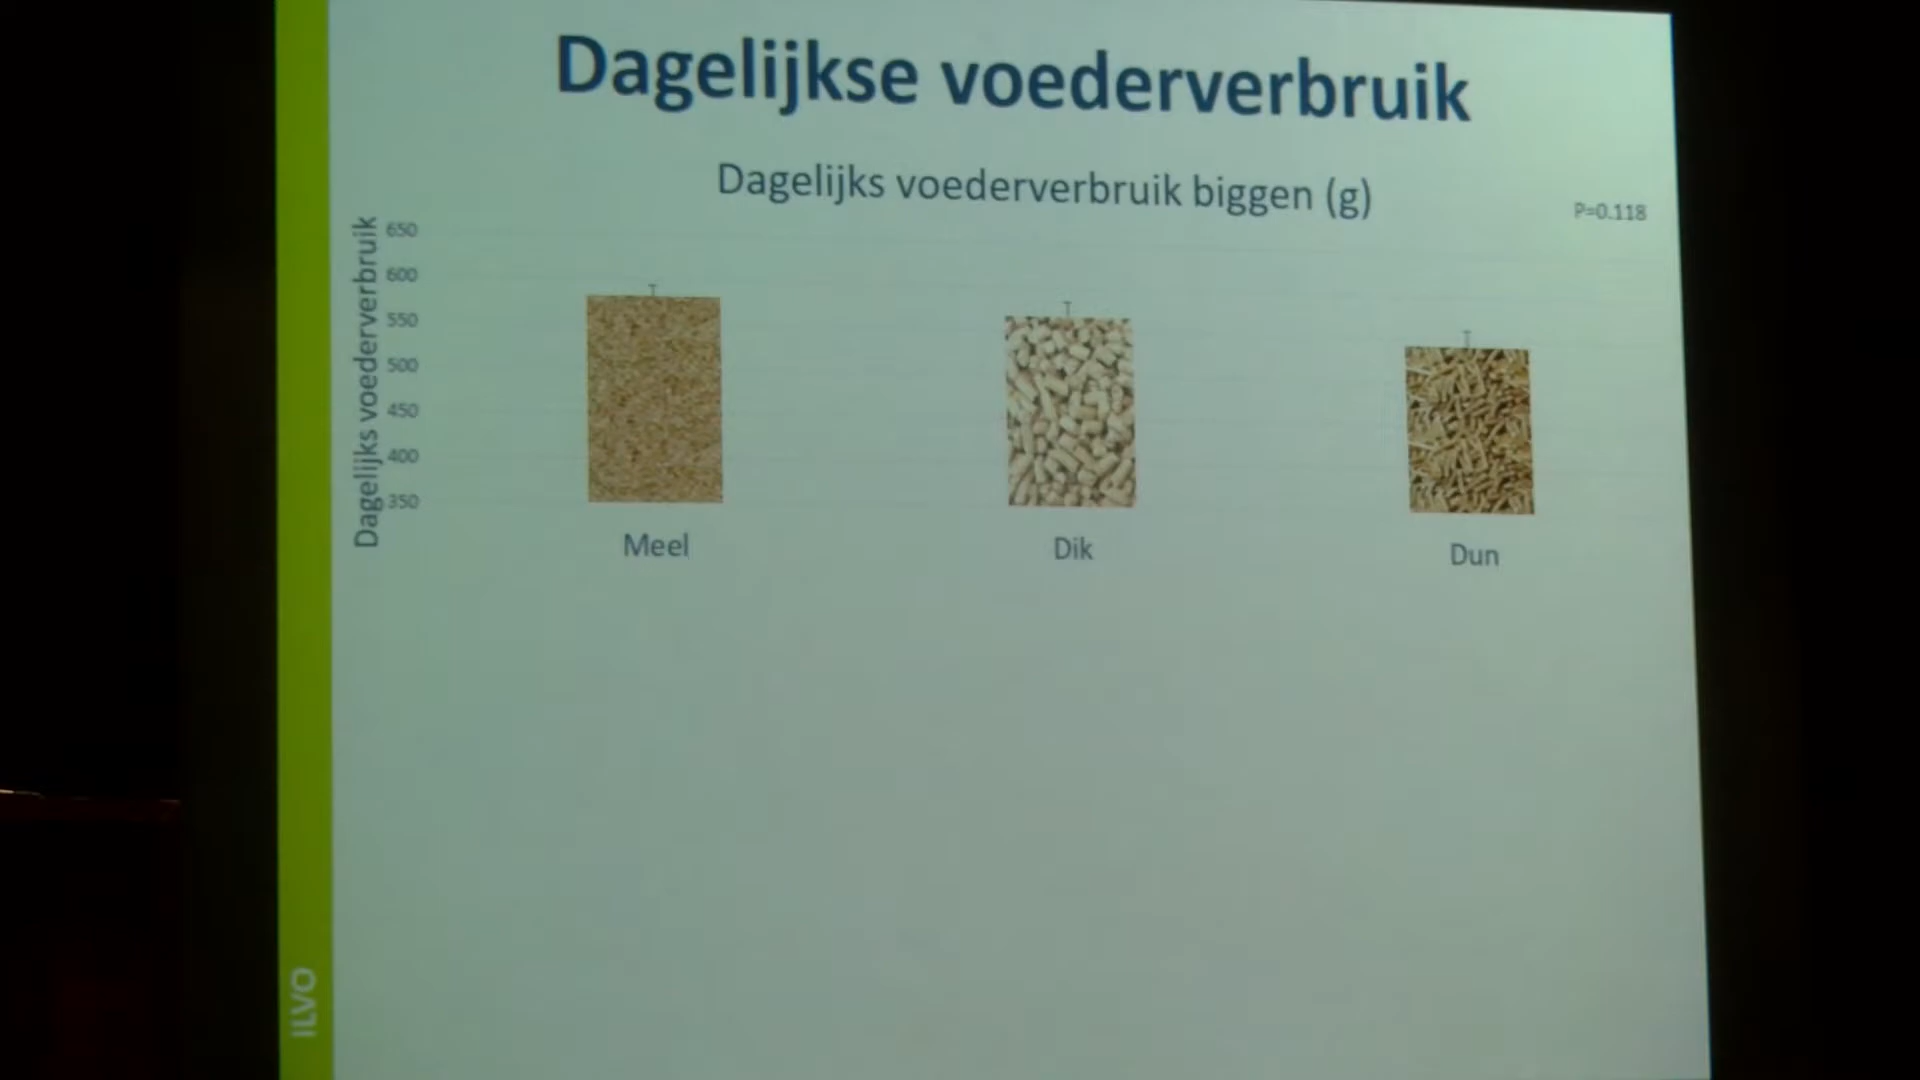 Dagelijkse voederverbruik
Dagelijks voederverbruik biggen (g)
P=0.118
Dagelijks voederverbruik
650
600
550
500
450
400
350
Meel
Dik
Dun
ILVO